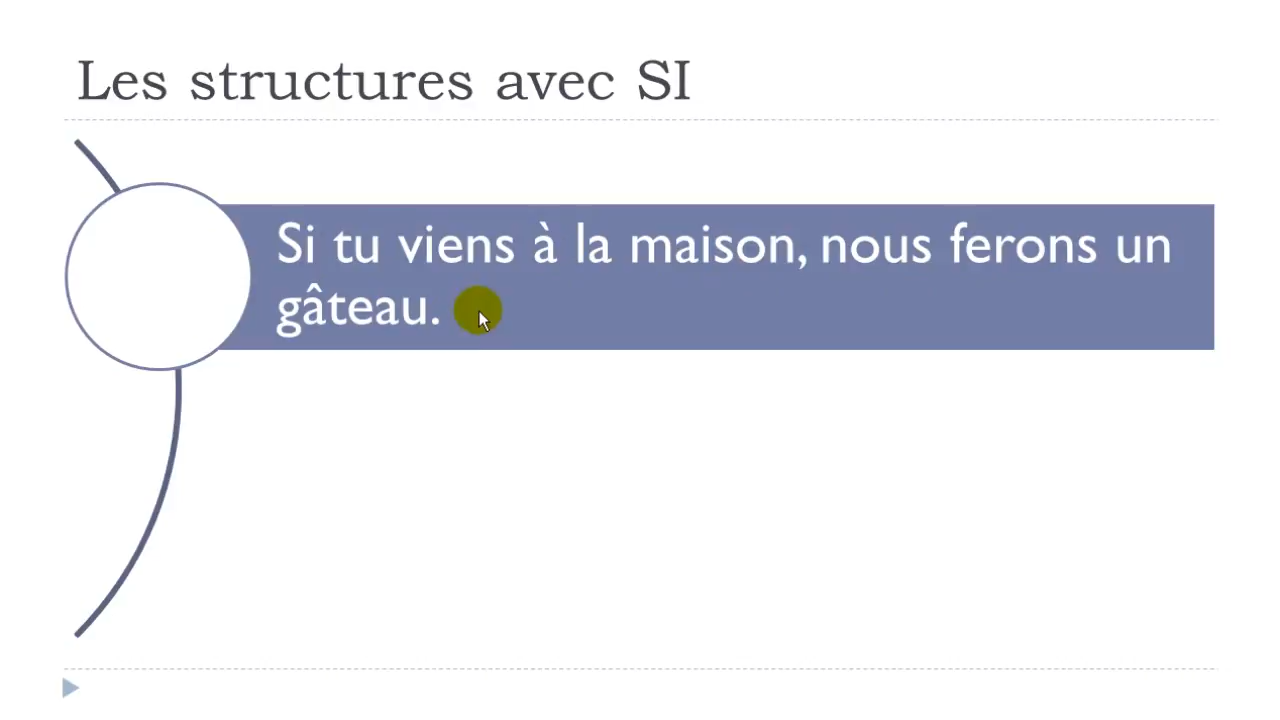 Les structures avec SI
Si tu viens à la maison, nous ferons un
gâteau.